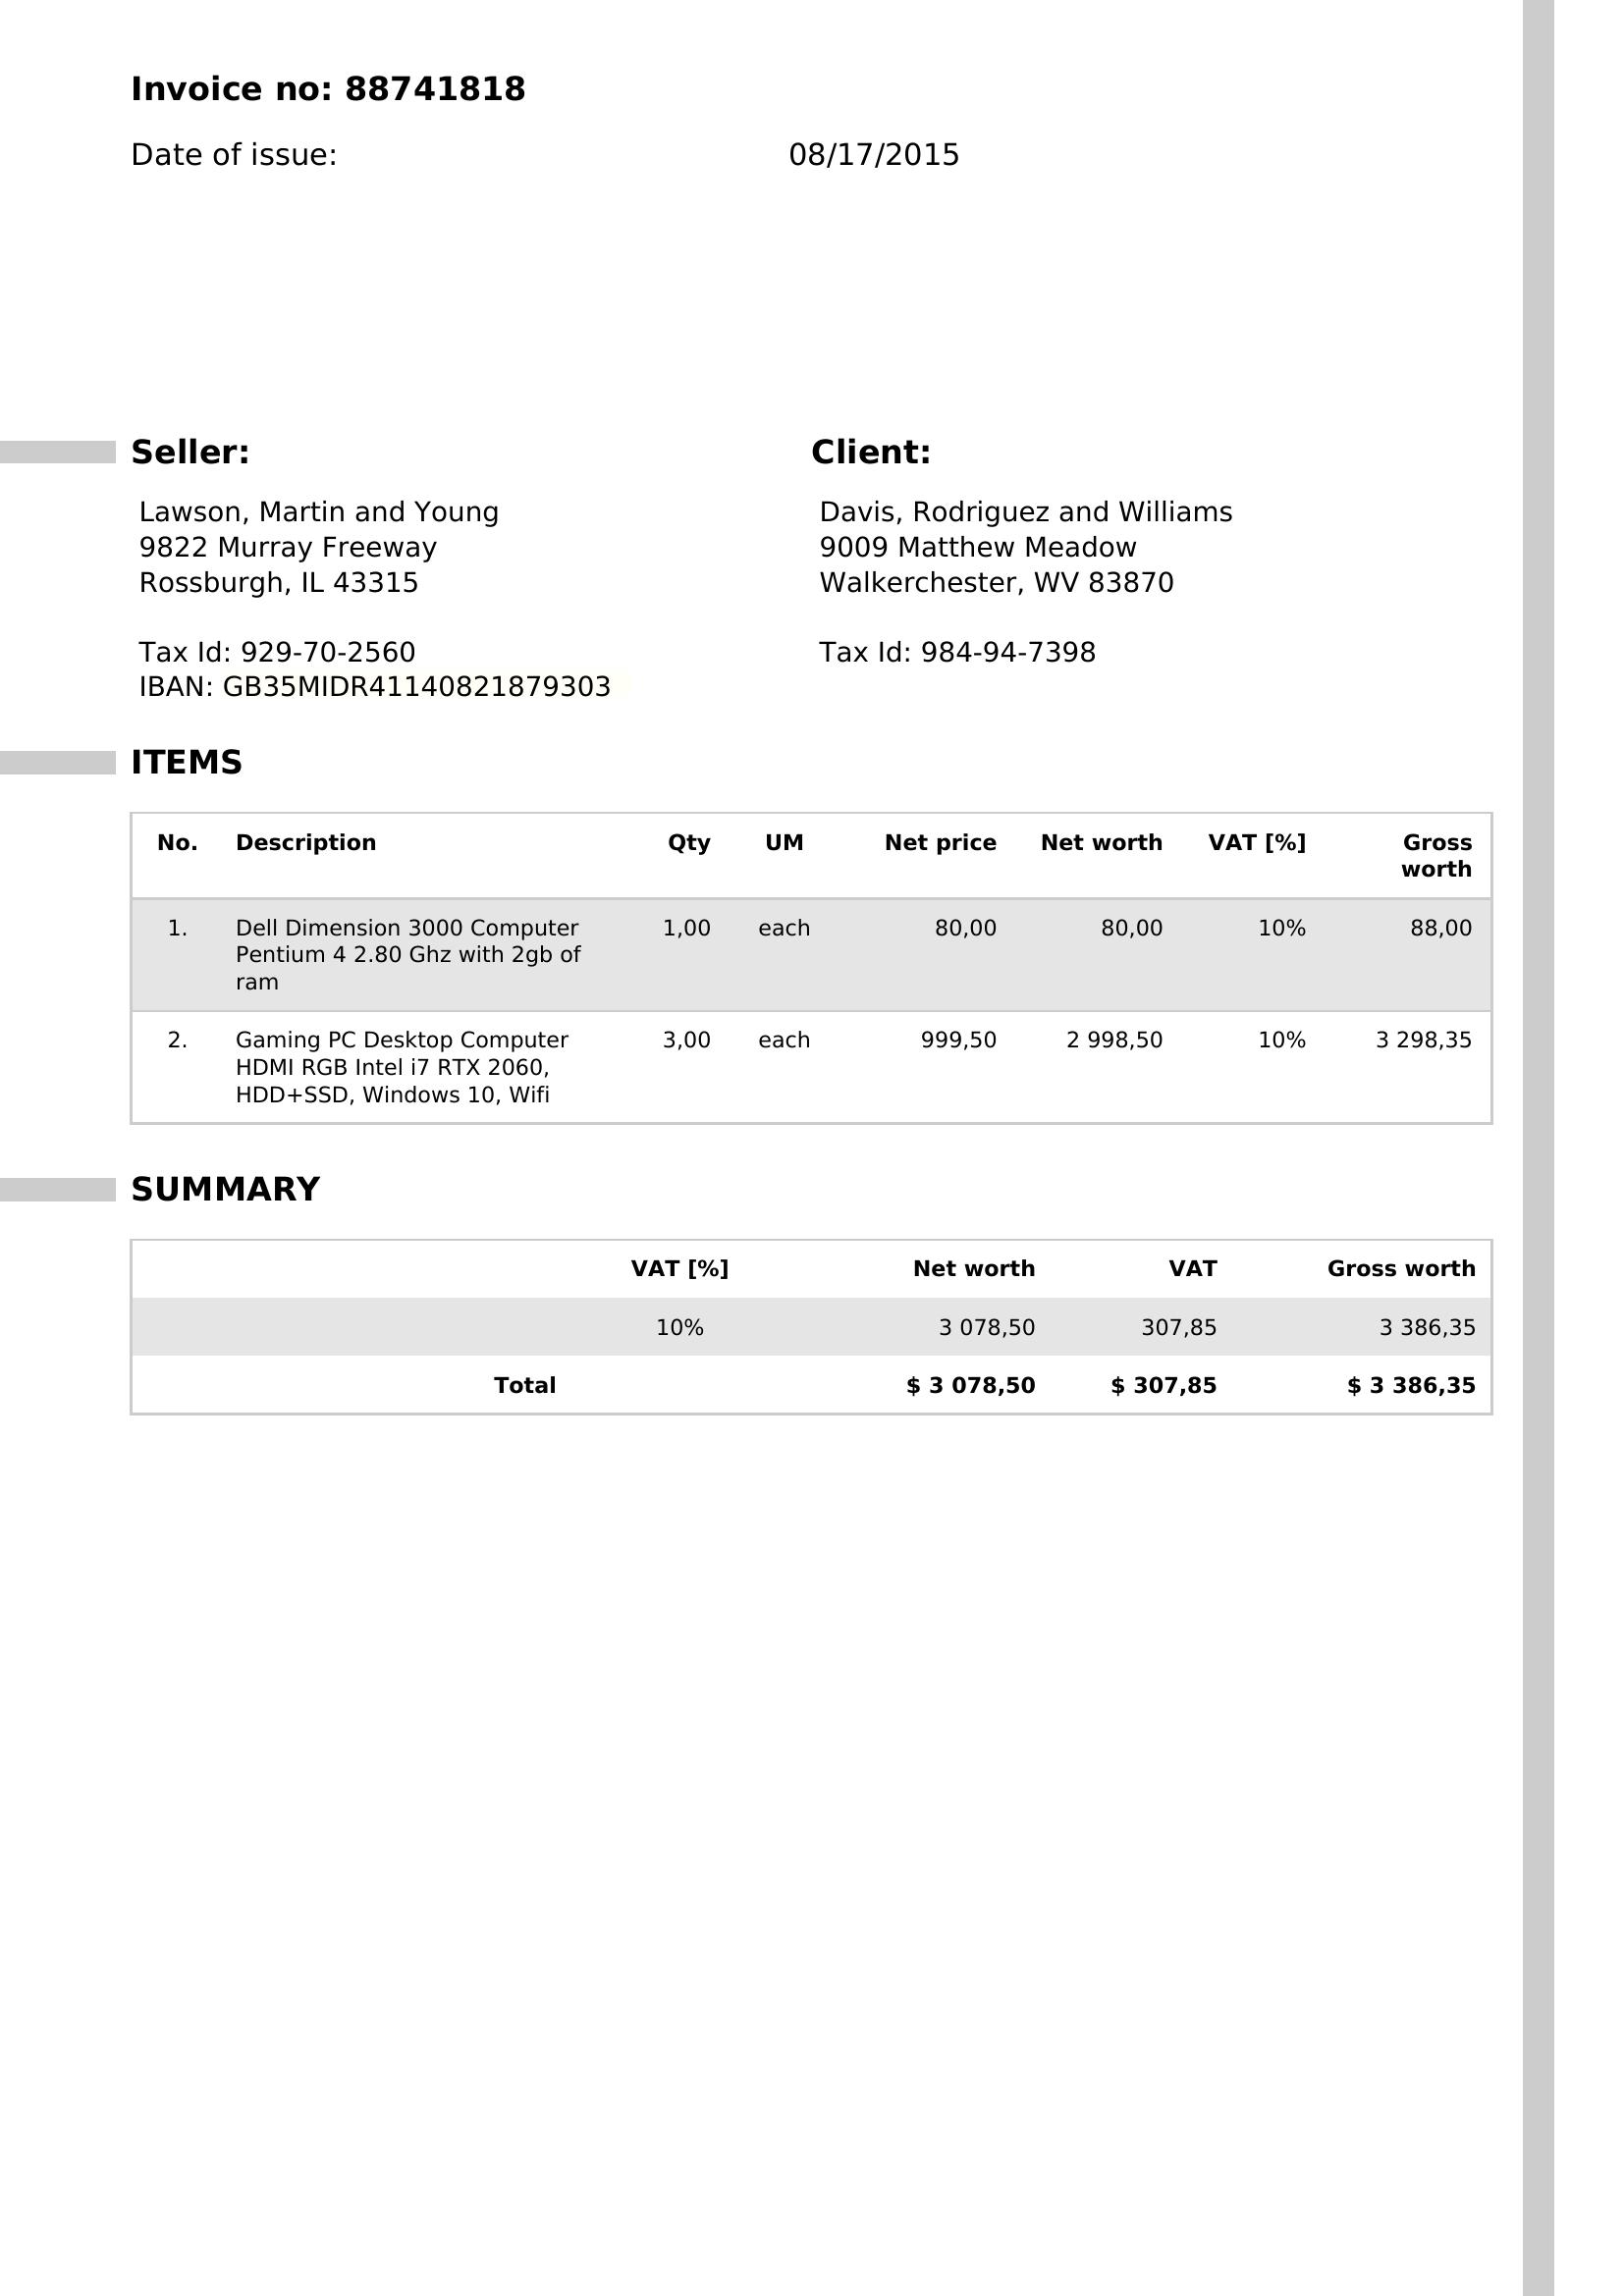 Invoice no: 88741818
Date of issue: 08/17/2015
Seller:
Lawson, Martin and Young
9822 Murray Freeway
Rossburgh, IL 43315
Tax Id: 929-70-2560
IBAN: GB35MIDR41140821879303
Client:
Davis, Rodriguez and Williams
9009 Matthew Meadow
Walkerchester, WV 83870
Tax Id: 984-94-7398
ITEMS
No. Description Qty UM Net price Net worth VAT [%] Gross
worth
1. Dell Dimension 3000 Computer 1,00 each 80,00 80,00 10% 88,00
Pentium 4 2.80 Ghz with 2gb of
ram
2. Gaming PC Desktop Computer 3,00 each 999,50 2 998,50 10% 3 298,35
HDMI RGB Intel i7 RTX 2060,
HDD+SSD, Windows 10, Wifi
SUMMARY
VAT [%] Net worth VAT Gross worth
10% 3 078,50 307,85 3 386,35
Total $ 3 078,50 $ 307,85 $ 3 386,35